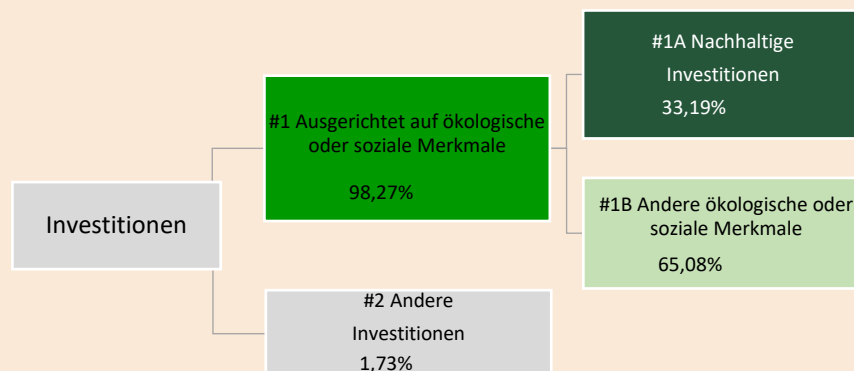 Investitionen
#1 Ausgerichtet auf ökologische
oder soziale Merkmale
98,27%
#2 Andere
Investitionen
1,73%
#1A Nachhaltige
Investitionen
33,19%
#1B Andere ökologische oder
soziale Merkmale
65,08%